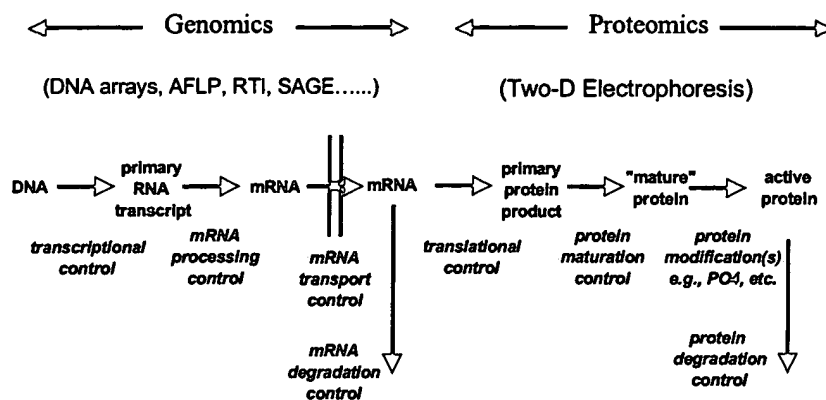 Genomics
Proteomics
(DNA arrays, AFLP, RTI, SAGE……)
(Two-D Electrophoresis)
DNA
primary
RNA
transcript
mRNA
mRNA
primary
protein
product
"mature"
protein
active
protein
transcriptional
control
mRNA
processing
control
mRNA
transport
control
translational
control
protein
maturation
control
protein
modification(s)
e.g., PO4, etc.
mRNA
degradation
control
protein
degradation
control